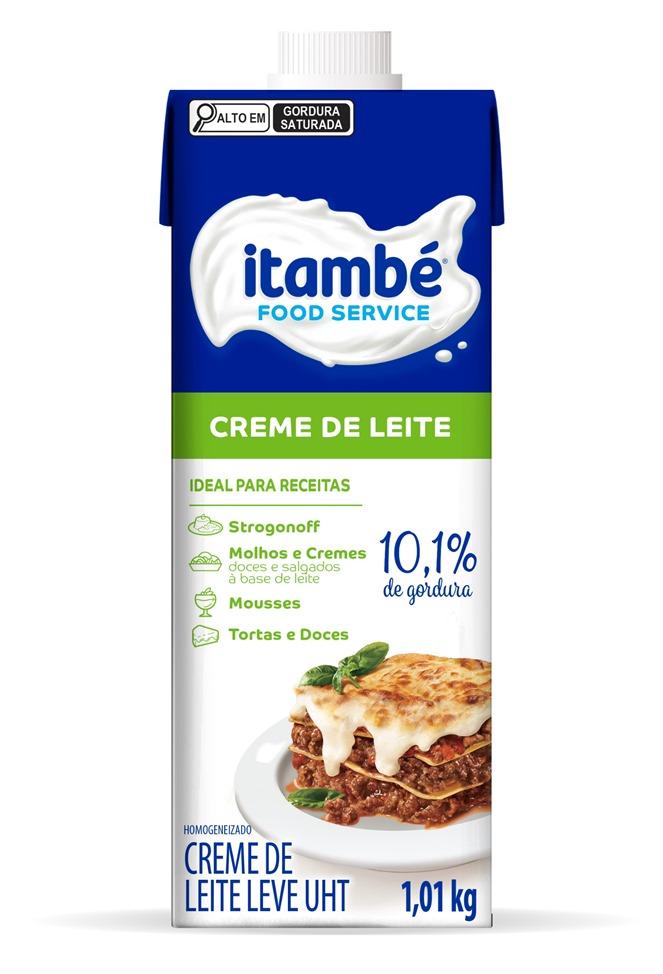 ALTO EM
GORDURA
SATURADA
itambé®
FOOD SERVICE
CREME DE LEITE
IDEAL PARA RECEITAS
Strogonoff
Molhos e Cremes
doces e salgados
à base de leite
Mousses
Tortas e Doces
10,1%
de gordura
HOMOGENEIZADO
CREME DE
LEITE LEVE UHT
1,01 kg